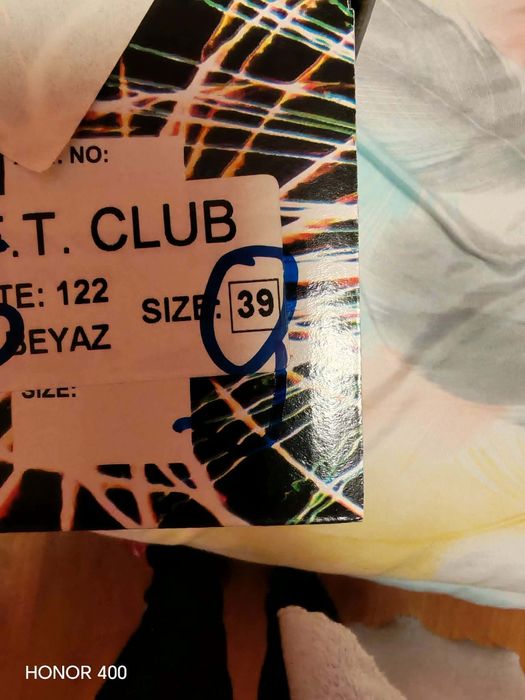 NO:
.T. CLUB
TE: 122
SIZE: 39
BEYAZ
SIZE:
HONOR 400